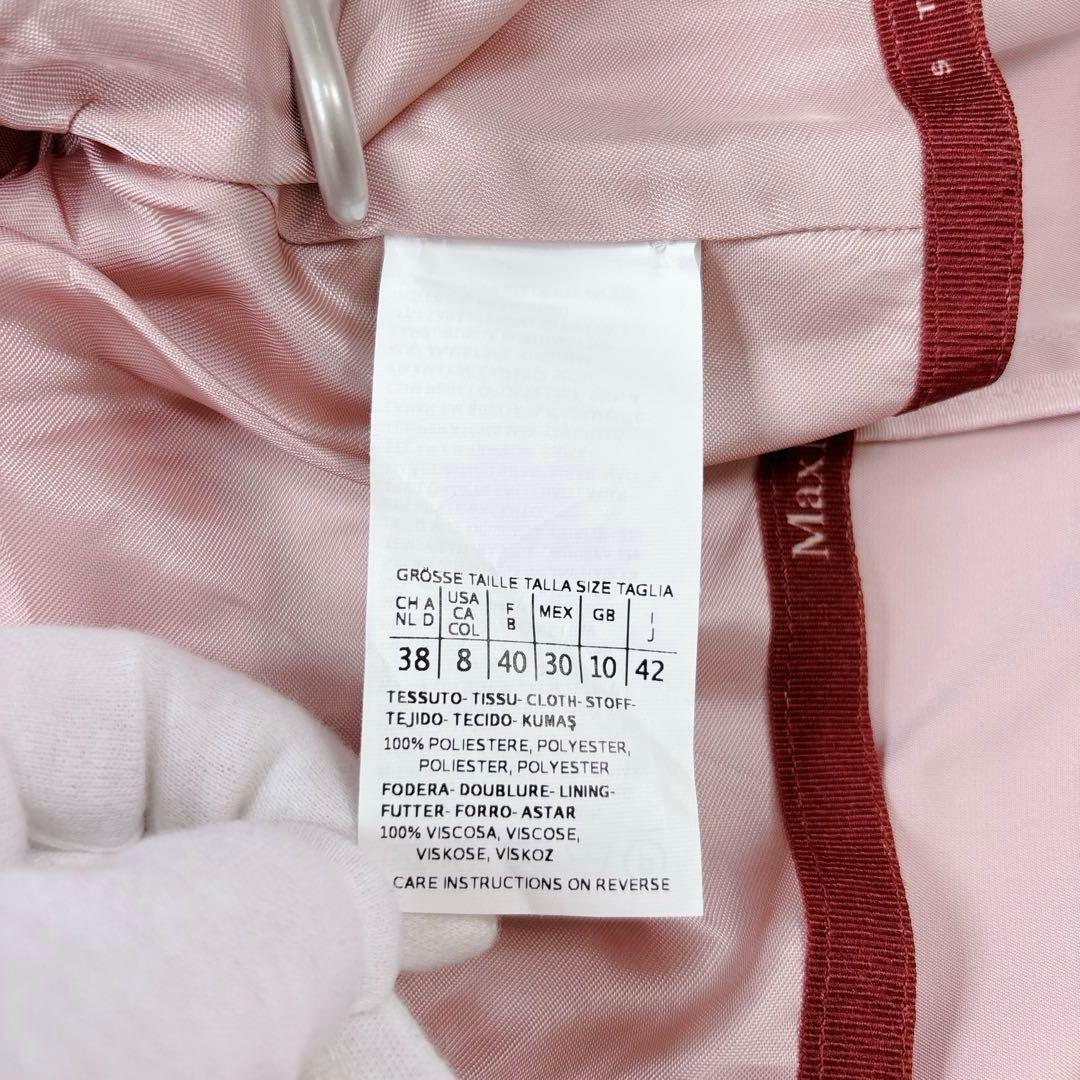 S T
Max
GRÖSSE TAILLE TALLA SIZE TAGLIA
CH A NL D | USA CA COL | F B | MEX | GB | I J
38 | 8 | 40 | 30 | 10 | 42
TESSUTO- TISSU- CLOTH- STOFF-
TEJIDO- TECIDO- KUMAŞ
100% POLIESTERE, POLYESTER,
POLIESTER, POLYESTER
FODERA- DOUBLURE- LINING-
FUTTER- FORRO- ASTAR
100% VISCOSA, VISCOSE,
VISKOSE, VİSKOZ
CARE INSTRUCTIONS ON REVERSE